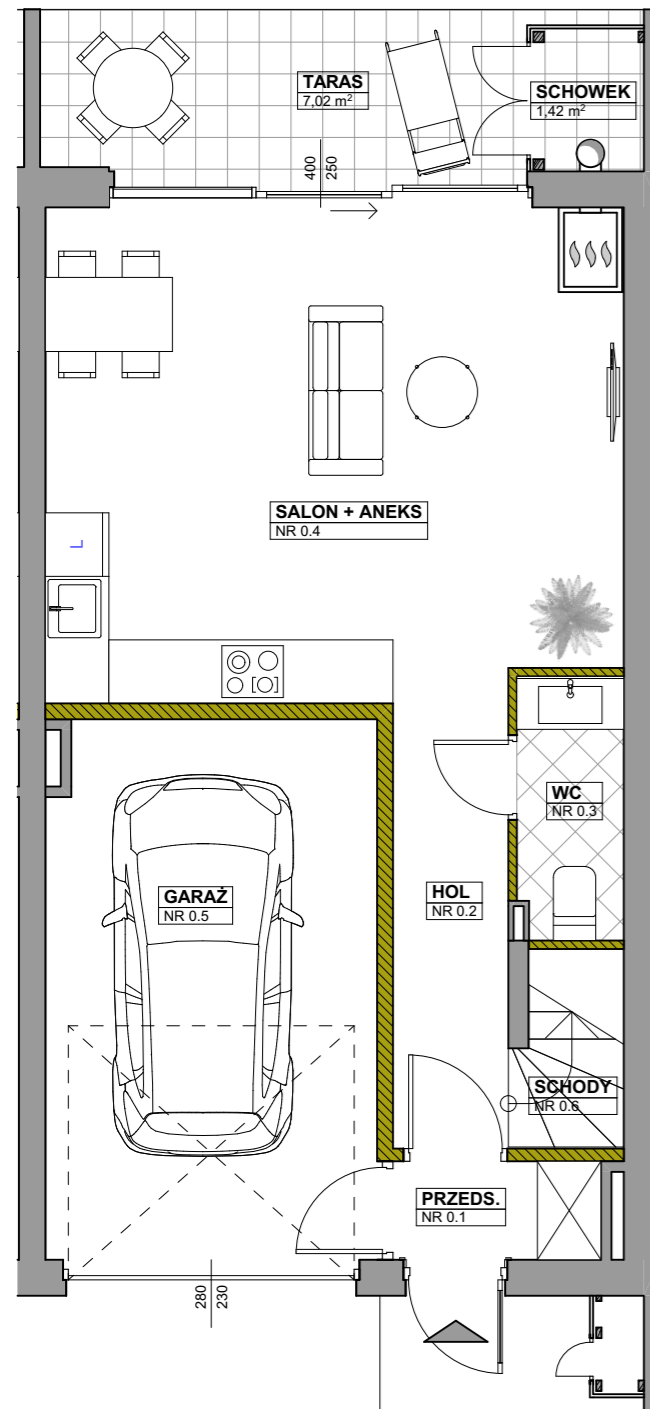 TARAS
7,02 m²
SCHOWEK
1,42 m²
400
250
SALON + ANEKS
NR 0.4
L
WC
NR 0.3
GARAŻ
NR 0.5
HOL
NR 0.2
SCHODY
NR 0.6
PRZEDS.
NR 0.1
280
230